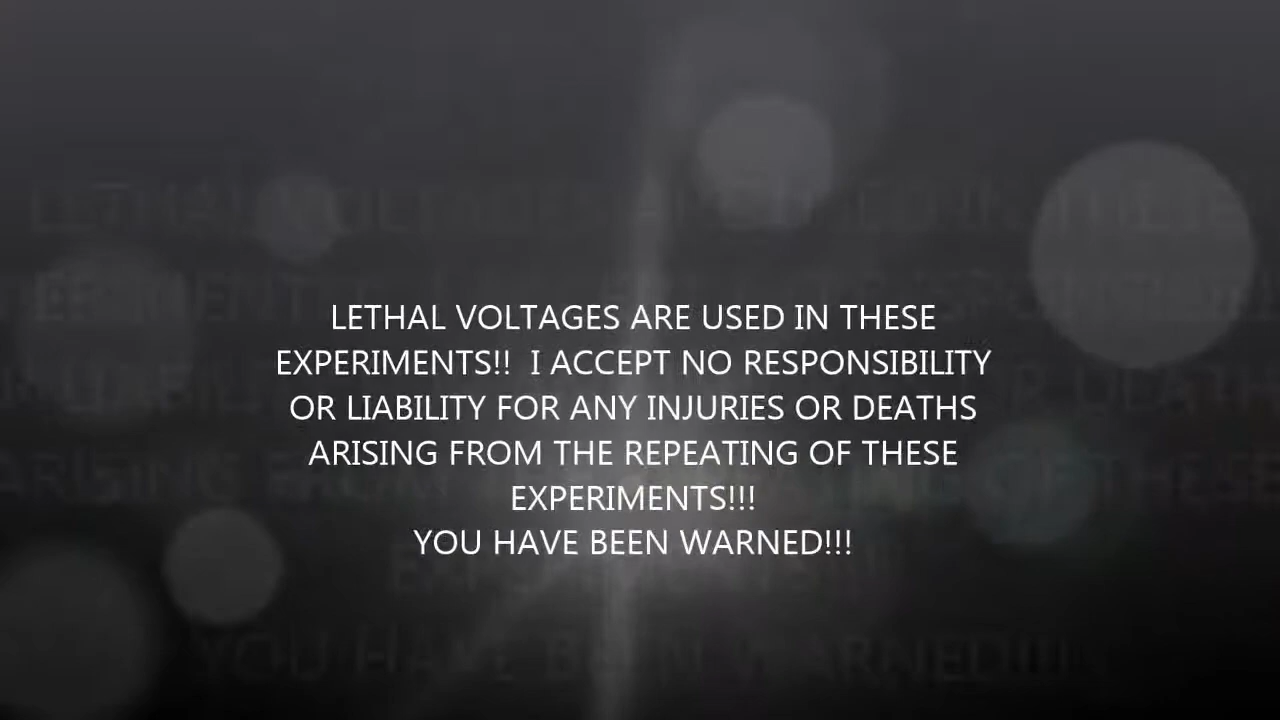 LETHAL VOLTAGES ARE USED IN THESE
EXPERIMENTS!!  I ACCEPT NO RESPONSIBILITY
OR LIABILITY FOR ANY INJURIES OR DEATHS
ARISING FROM THE REPEATING OF THESE
EXPERIMENTS!!!
YOU HAVE BEEN WARNED!!!